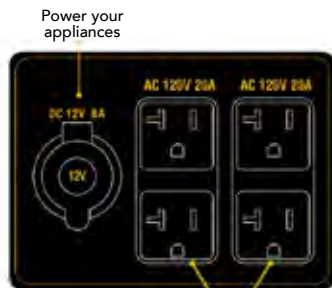 Power your
appliances
AC 120V 20A
AC 120V 20A
DC 12V 8A
12V